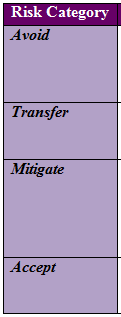 Risk Category
Avoid
Transfer
Mitigate
Accept